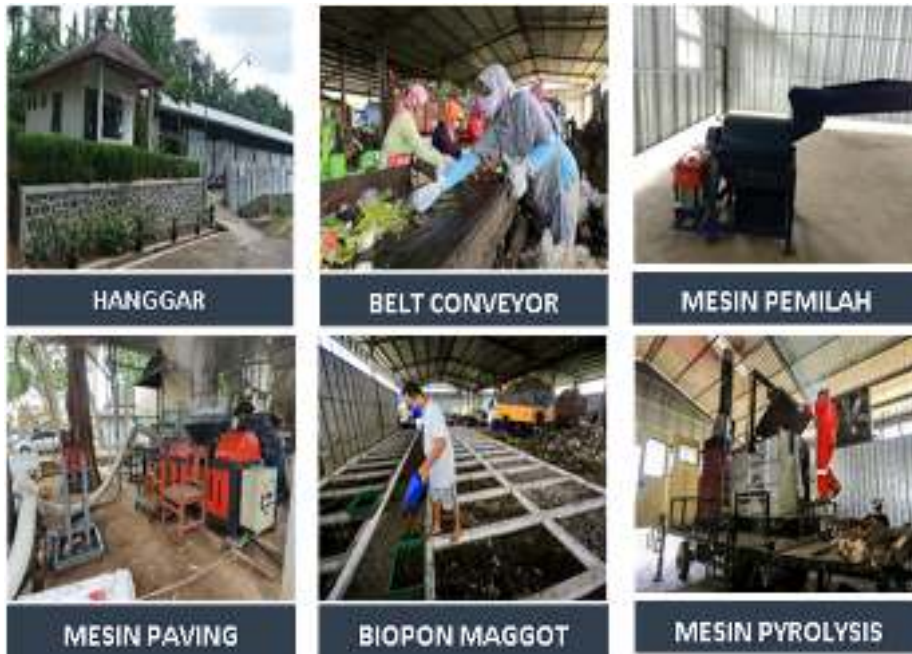 HANGGAR
BELT CONVEYOR
MESIN PEMILAH
MESIN PAVING
BIOPON MAGGOT
MESIN PYROLYSIS